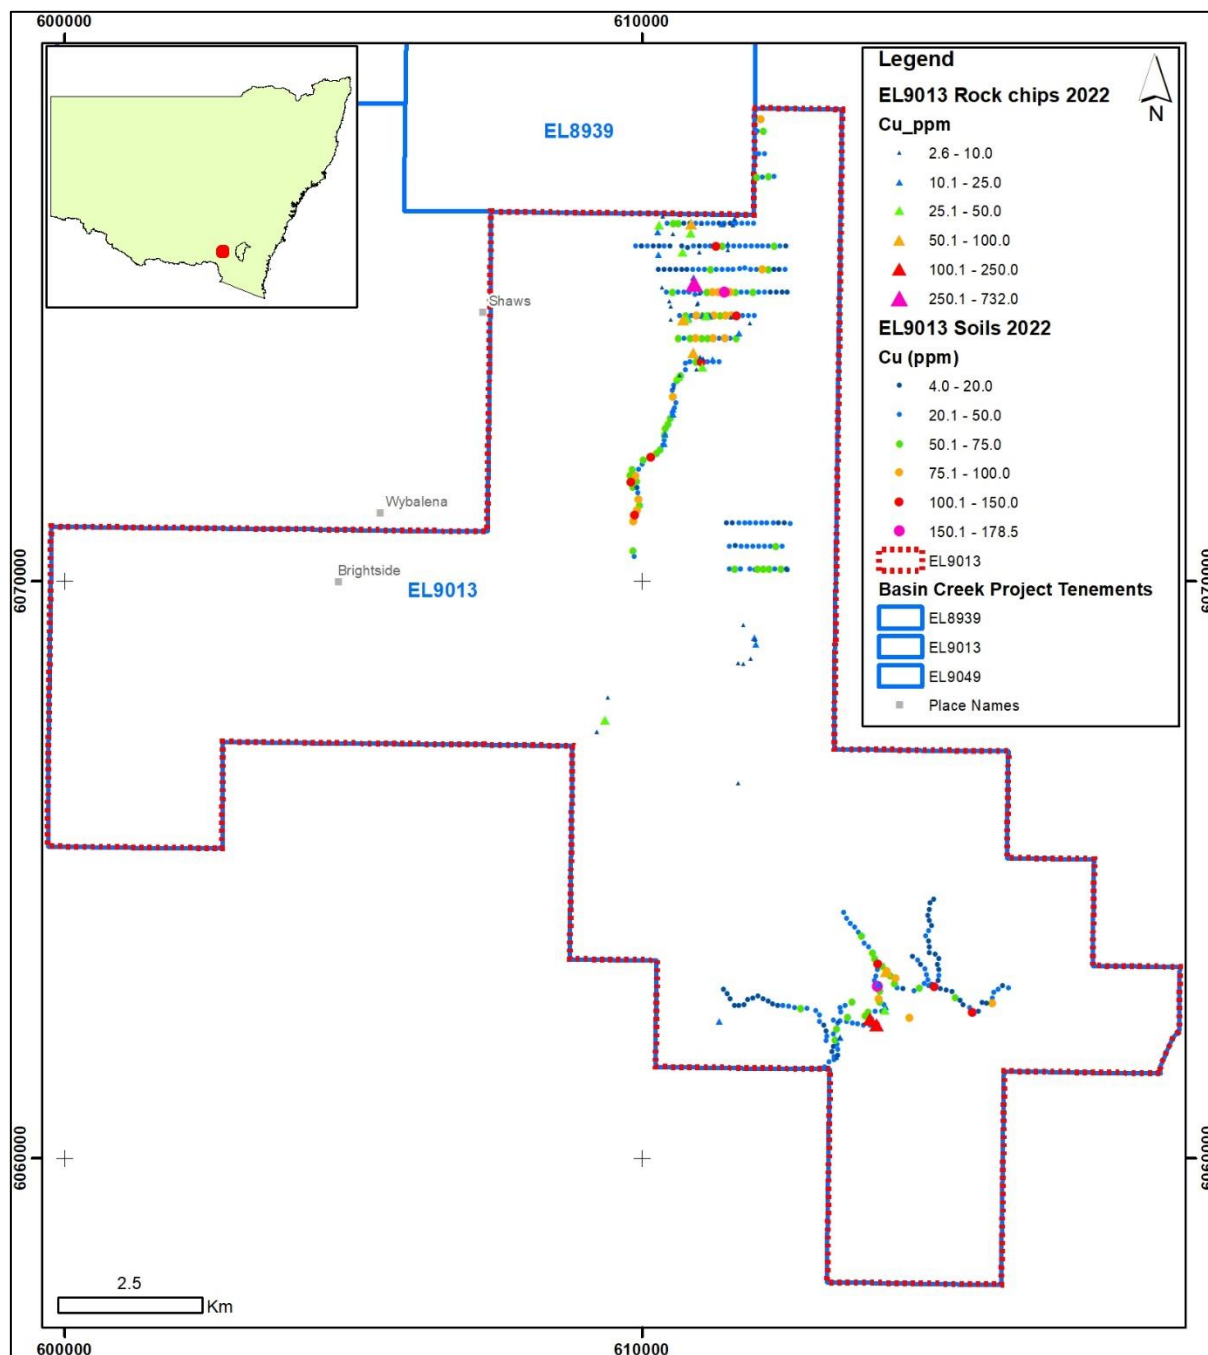 600000
610000
Legend
EL9013 Rock chips 2022
Cu_ppm
2.6 - 10.0
10.1 - 25.0
25.1 - 50.0
50.1 - 100.0
100.1 - 250.0
250.1 - 732.0
EL9013 Soils 2022
Cu (ppm)
4.0 - 20.0
20.1 - 50.0
50.1 - 75.0
75.1 - 100.0
100.1 - 150.0
150.1 - 178.5
EL9013
Basin Creek Project Tenements
EL8939
EL9013
EL9049
Place Names
N
EL8939
Shaws
Wybalena
Brightside
EL9013
6070000
6070000
6060000
6060000
2.5
Km
600000
610000